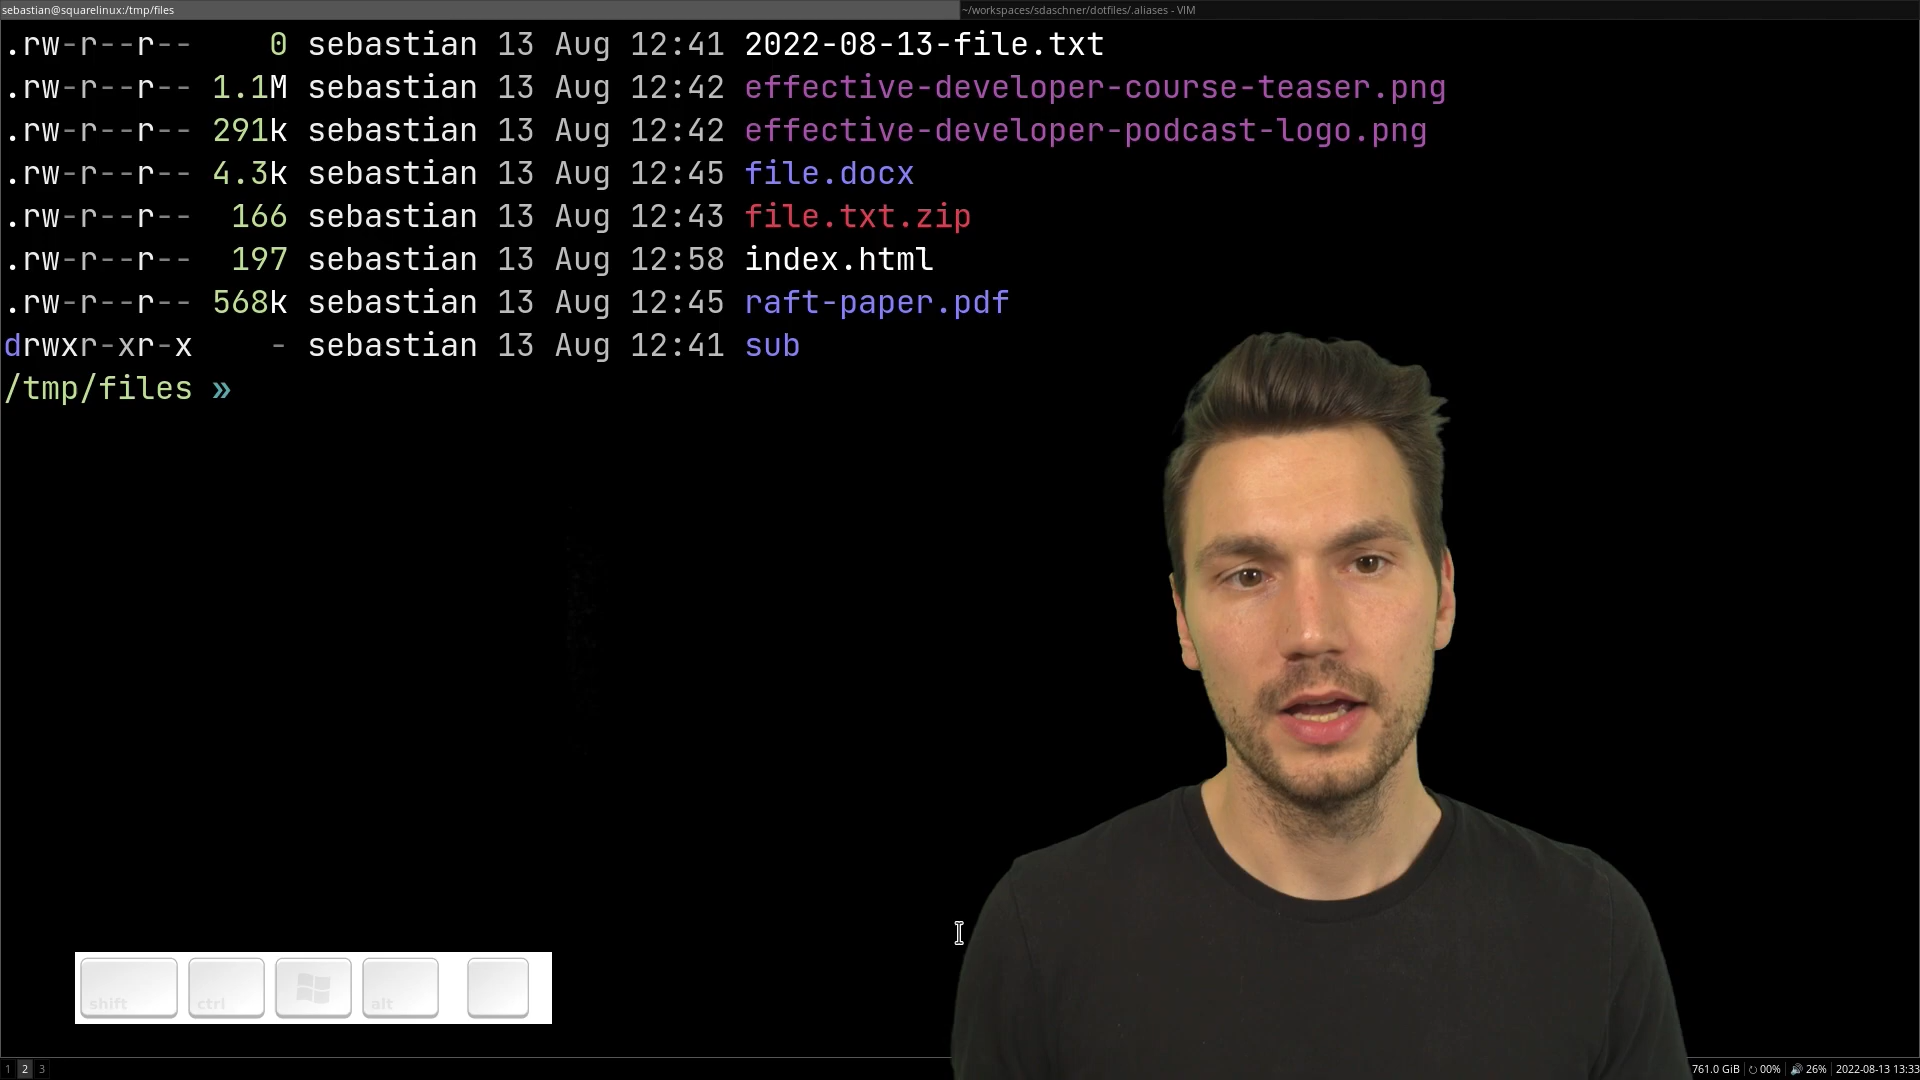 sebastian@squarelinux:/tmp/files
~/workspaces/sdaschner/dotfiles/.aliases - VIM
.rw-r--r-- 0 sebastian 13 Aug 12:41 2022-08-13-file.txt
.rw-r--r-- 1.1M sebastian 13 Aug 12:42 effective-developer-course-teaser.png
.rw-r--r-- 291k sebastian 13 Aug 12:42 effective-developer-podcast-logo.png
.rw-r--r-- 4.3k sebastian 13 Aug 12:45 file.docx
.rw-r--r-- 166 sebastian 13 Aug 12:43 file.txt.zip
.rw-r--r-- 197 sebastian 13 Aug 12:58 index.html
.rw-r--r-- 568k sebastian 13 Aug 12:45 raft-paper.pdf
drwxr-xr-x - sebastian 13 Aug 12:41 sub
/tmp/files »
shift ctrl alt
1 2 3
761.0 GiB 00% 26% 2022-08-13 13:33